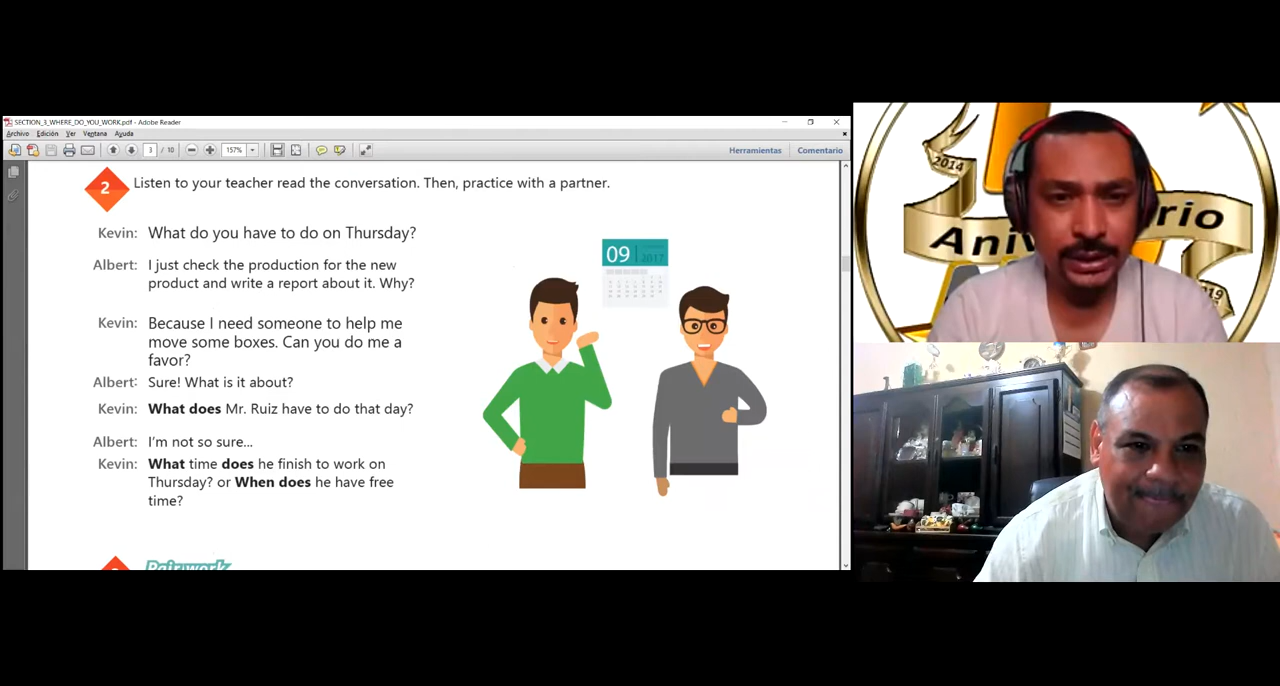 SECTION_3_WHERE_DO_YOU_WORK.pdf - Adobe Reader
Archivo Edición Ver Ventana Ayuda
3 / 10 157% Herramientas Comentario
2 Listen to your teacher read the conversation. Then, practice with a partner.
Kevin: What do you have to do on Thursday?
Albert: I just check the production for the new
product and write a report about it. Why?
Kevin: Because I need someone to help me
move some boxes. Can you do me a
favor?
Albert: Sure! What is it about?
Kevin: What does Mr. Ruiz have to do that day?
Albert: I'm not so sure...
Kevin: What time does he finish to work on
Thursday? or When does he have free
time?
09
2017
Pair work
2014
Aniversario
2019